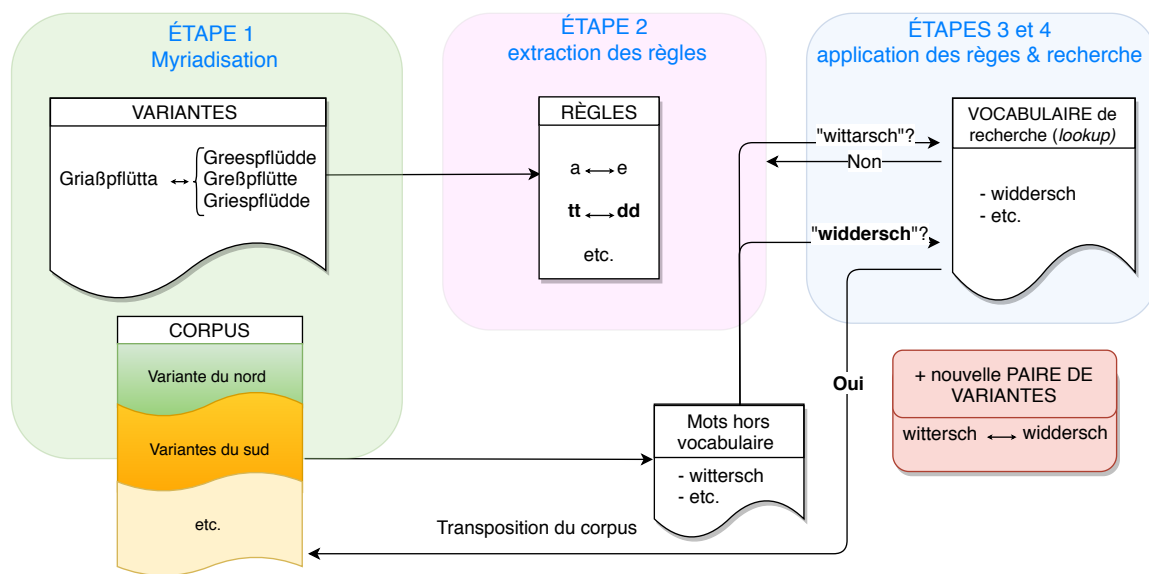 ÉTAPE 1
Myriadisation
VARIANTES
Griaßpflütta ↔ Greespflüdde
Greßpflütte
Griespflüdde
CORPUS
Variante du nord
Variantes du sud
etc.
ÉTAPE 2
extraction des règles
RÈGLES
a ↔ e
tt ↔ dd
etc.
ÉTAPES 3 et 4
application des règes & recherche
"wittarsch"?
Non
"widdersch"?
VOCABULAIRE de
recherche (lookup)
- widdersch
- etc.
Oui
Mots hors
vocabulaire
- wittersch
- etc.
Transposition du corpus
+ nouvelle PAIRE DE
VARIANTES
wittersch ↔ widdersch